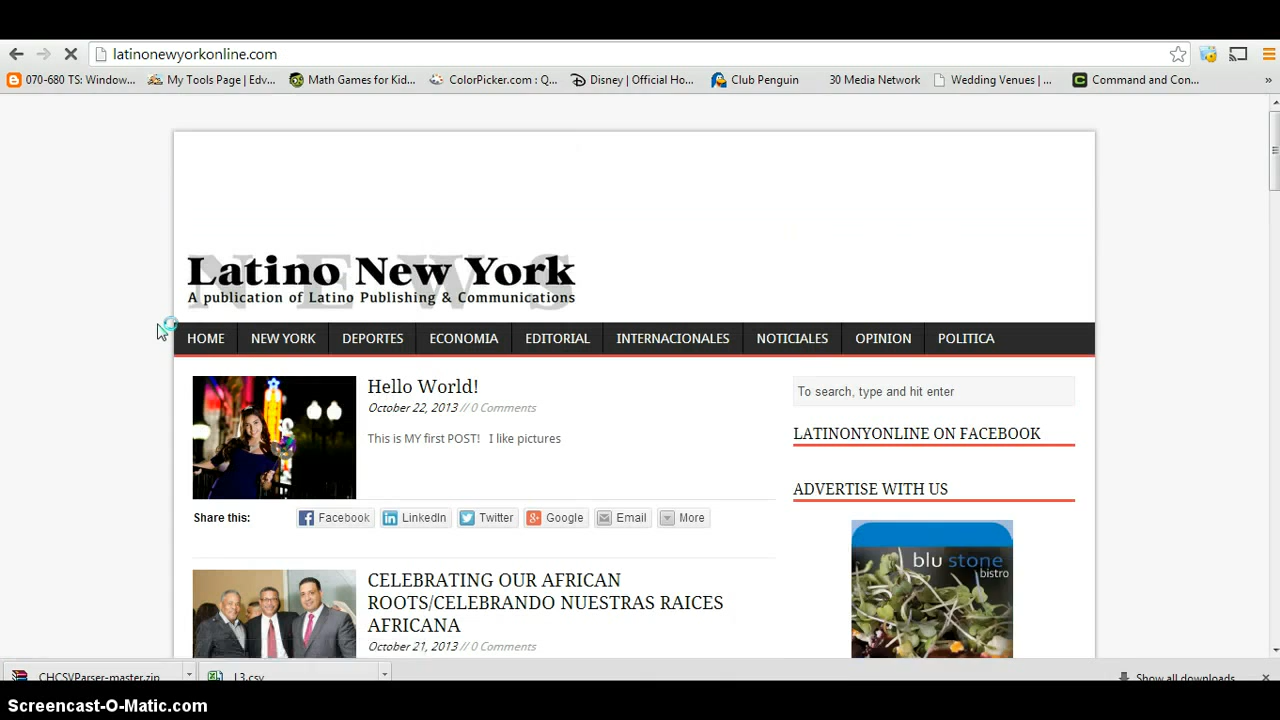 latinonewyorkonline.com
070-680 TS: Window... My Tools Page | Edv... Math Games for Kid... ColorPicker.com : Q... Disney | Official Ho... Club Penguin 30 Media Network Wedding Venues | ... Command and Con... »
NEWS
Latino New York
A publication of Latino Publishing & Communications
HOME NEW YORK DEPORTES ECONOMIA EDITORIAL INTERNACIONALES NOTICIALES OPINION POLITICA
Hello World!
October 22, 2013 // 0 Comments
This is MY first POST! I like pictures
Share this: Facebook LinkedIn Twitter Google Email More
CELEBRATING OUR AFRICAN
ROOTS/CELEBRANDO NUESTRAS RAICES
AFRICANA
October 21, 2013 // 0 Comments
To search, type and hit enter
LATINONYONLINE ON FACEBOOK
ADVERTISE WITH US
blu stone
bistro
CHCSVParser-master.zip L3.csv Show all downloads...
Screencast-O-Matic.com